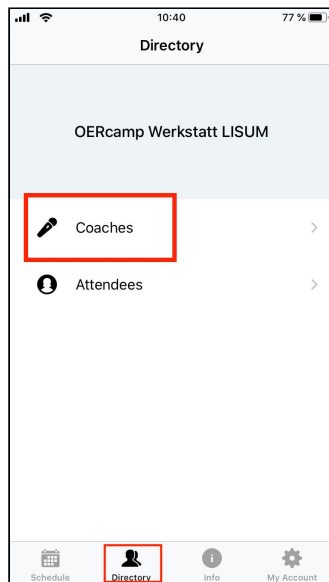 10:40 77 %
Directory
OERcamp Werkstatt LISUM
Coaches
Attendees
Schedule Directory Info My Account